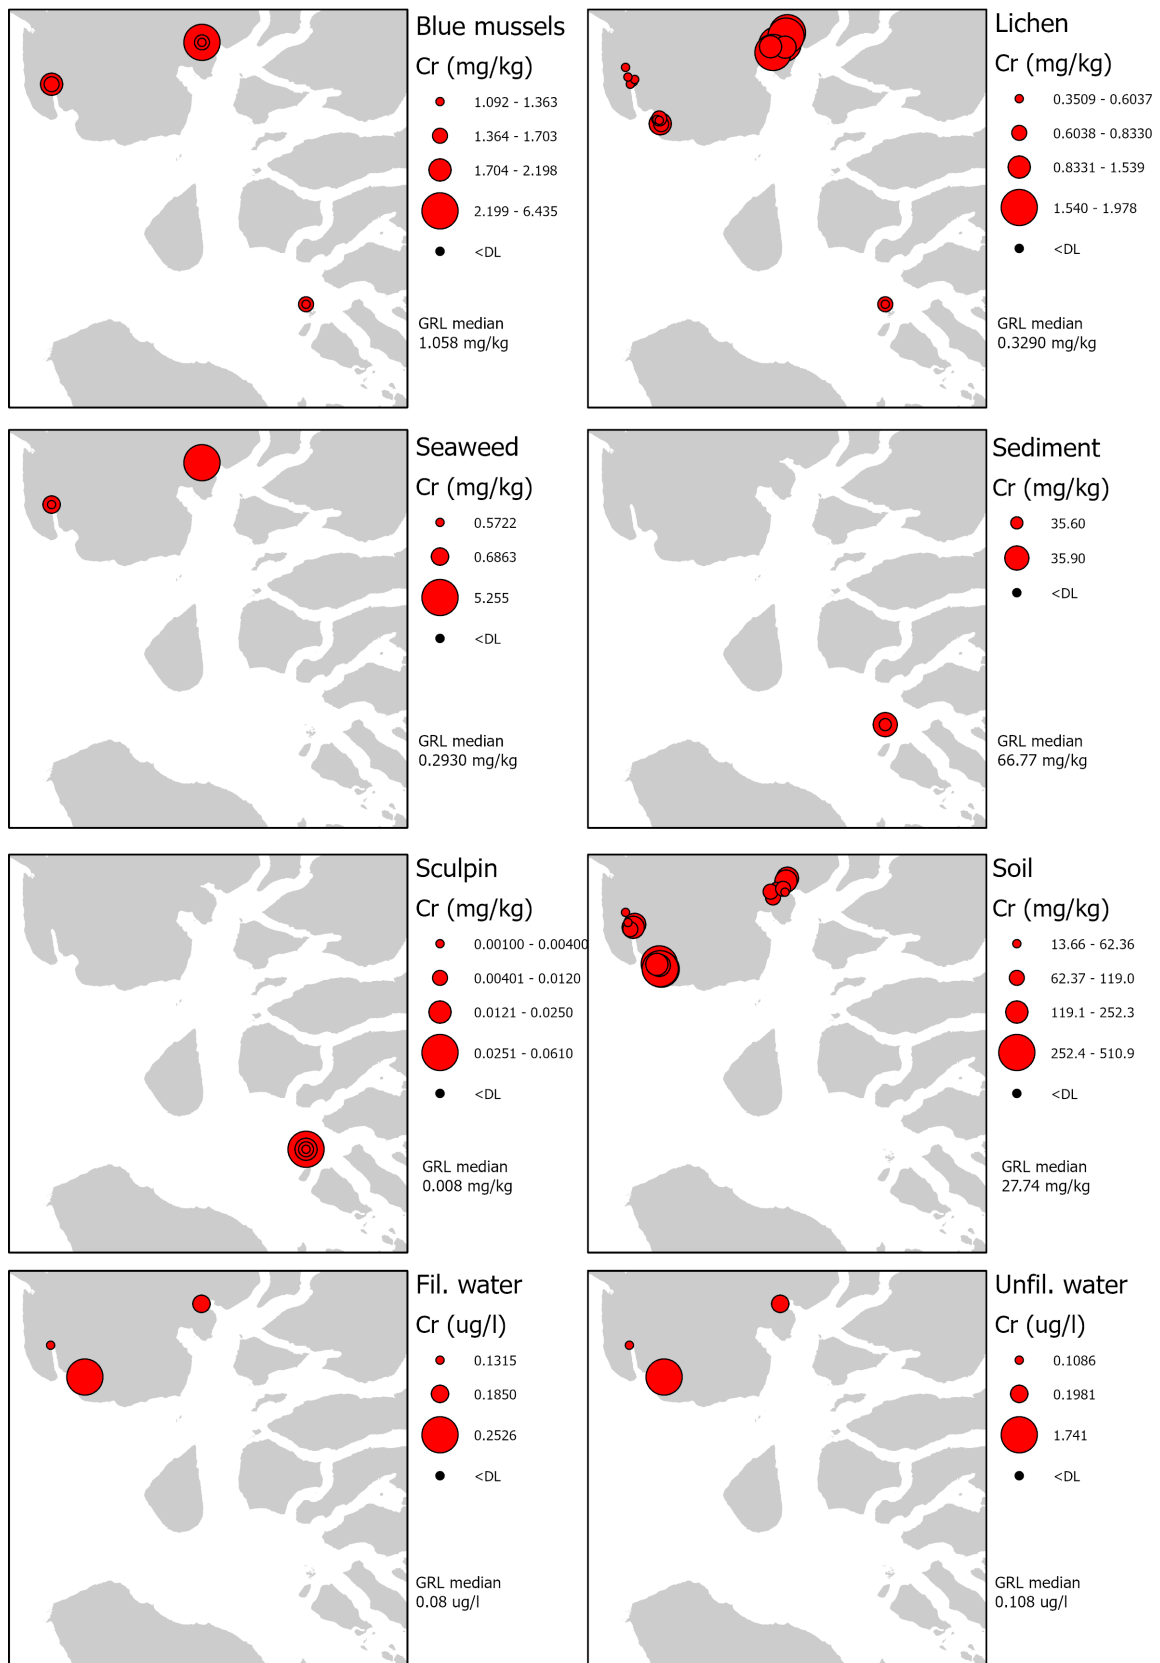 Blue mussels
Cr (mg/kg)
1.092 - 1.363
1.364 - 1.703
1.704 - 2.198
2.199 - 6.435
<DL
GRL median
1.058 mg/kg
Lichen
Cr (mg/kg)
0.3509 - 0.6037
0.6038 - 0.8330
0.8331 - 1.539
1.540 - 1.978
<DL
GRL median
0.3290 mg/kg
Seaweed
Cr (mg/kg)
0.5722
0.6863
5.255
<DL
GRL median
0.2930 mg/kg
Sediment
Cr (mg/kg)
35.60
35.90
<DL
GRL median
66.77 mg/kg
Sculpin
Cr (mg/kg)
0.00100 - 0.00400
0.00401 - 0.0120
0.0121 - 0.0250
0.0251 - 0.0610
<DL
GRL median
0.008 mg/kg
Soil
Cr (mg/kg)
13.66 - 62.36
62.37 - 119.0
119.1 - 252.3
252.4 - 510.9
<DL
GRL median
27.74 mg/kg
Fil. water
Cr (ug/l)
0.1315
0.1850
0.2526
<DL
GRL median
0.08 ug/l
Unfil. water
Cr (ug/l)
0.1086
0.1981
1.741
<DL
GRL median
0.108 ug/l